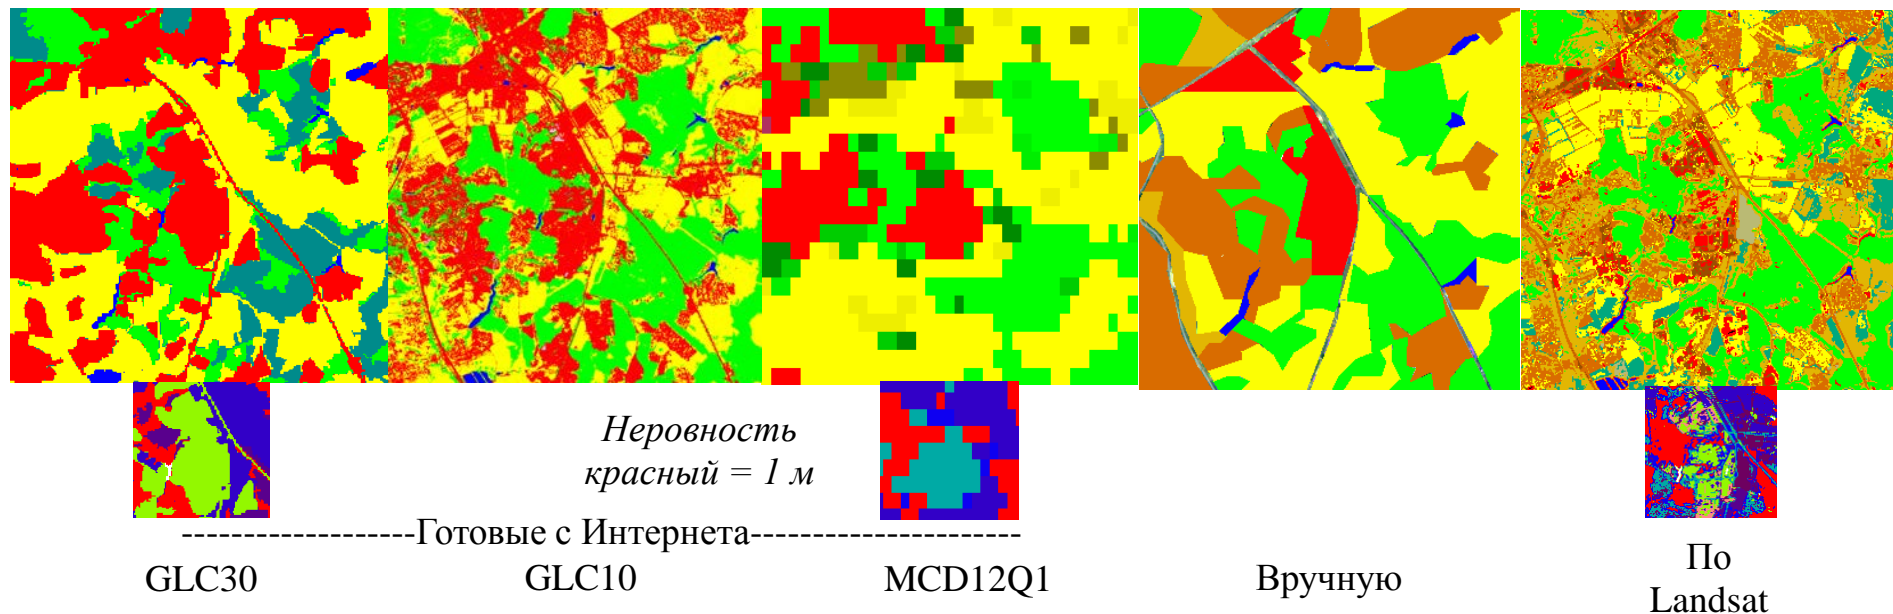 Неровность
красный = 1 м
-------------------Готовые с Интернета----------------------
GLC30
GLC10
MCD12Q1
Вручную
По
Landsat